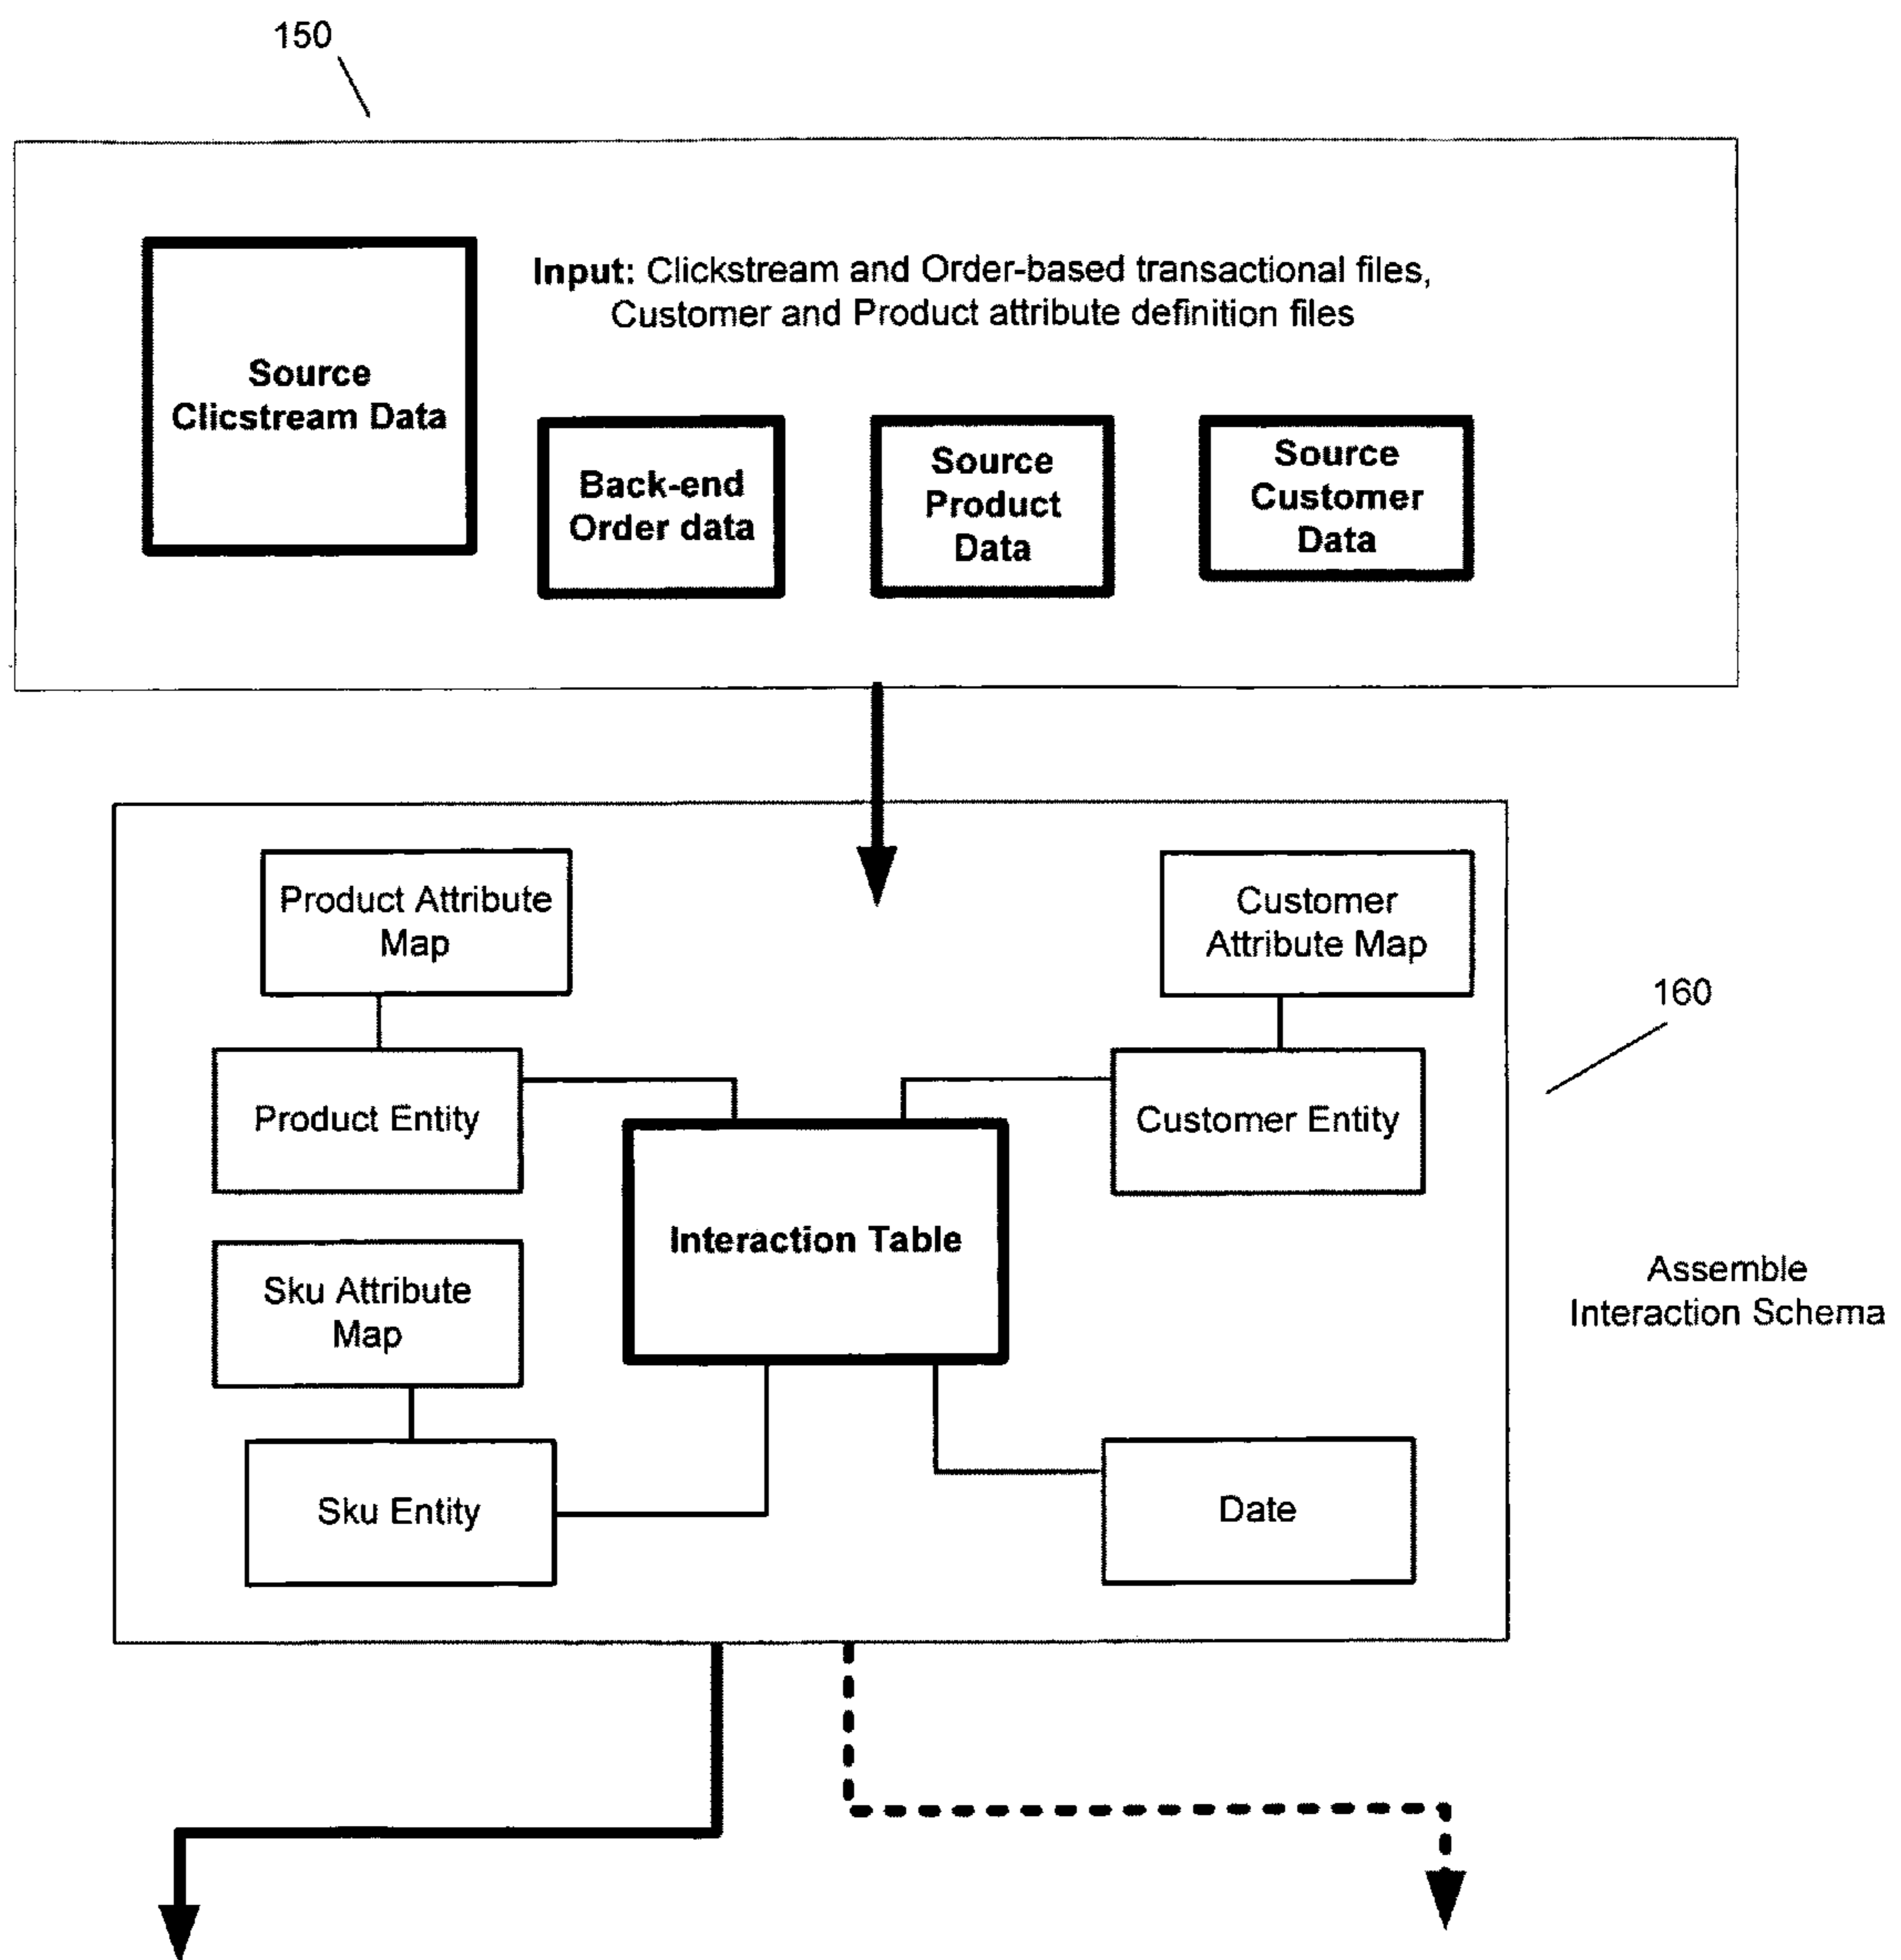 150
Input: Clickstream and Order-based transactional files,
Customer and Product attribute definition files
Source
Clicstream Data
Back-end
Order data
Source
Product
Data
Source
Customer
Data
Product Attribute
Map
Customer
Attribute Map
160
Product Entity
Customer Entity
Interaction Table
Sku Attribute
Map
Assemble
Interaction Schema
Sku Entity
Date